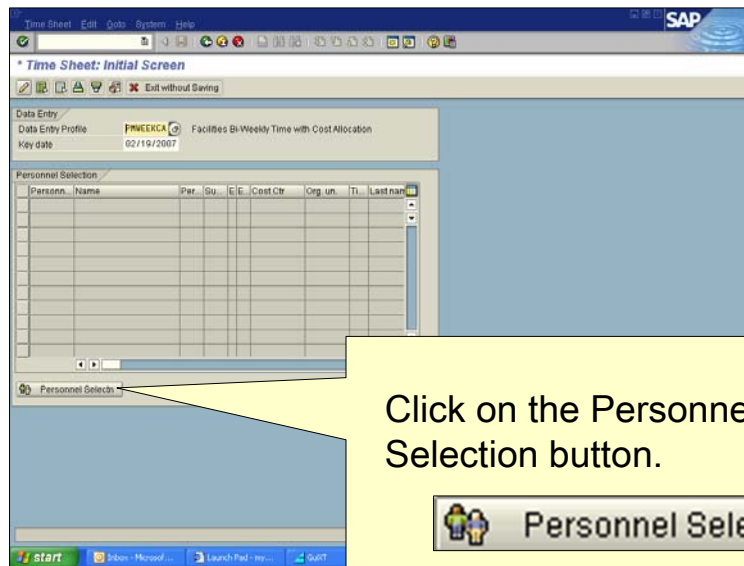 Time Sheet Edit Goto System Help
SAP
* Time Sheet: Initial Screen
Exit without Saving
Data Entry
Data Entry Profile PMWEEKCA Facilities Bi-Weekly Time with Cost Allocation
Key date 02/19/2007
Personnel Selection
Personn.. Name Per.. Su.. E E.. Cost Ctr Org. un. Ti.. Last nam
Personnel Selectn
Click on the Personne
Selection button.
Personnel Sele
start Inbox - Microsof... Launch Pad - my... GuiXT